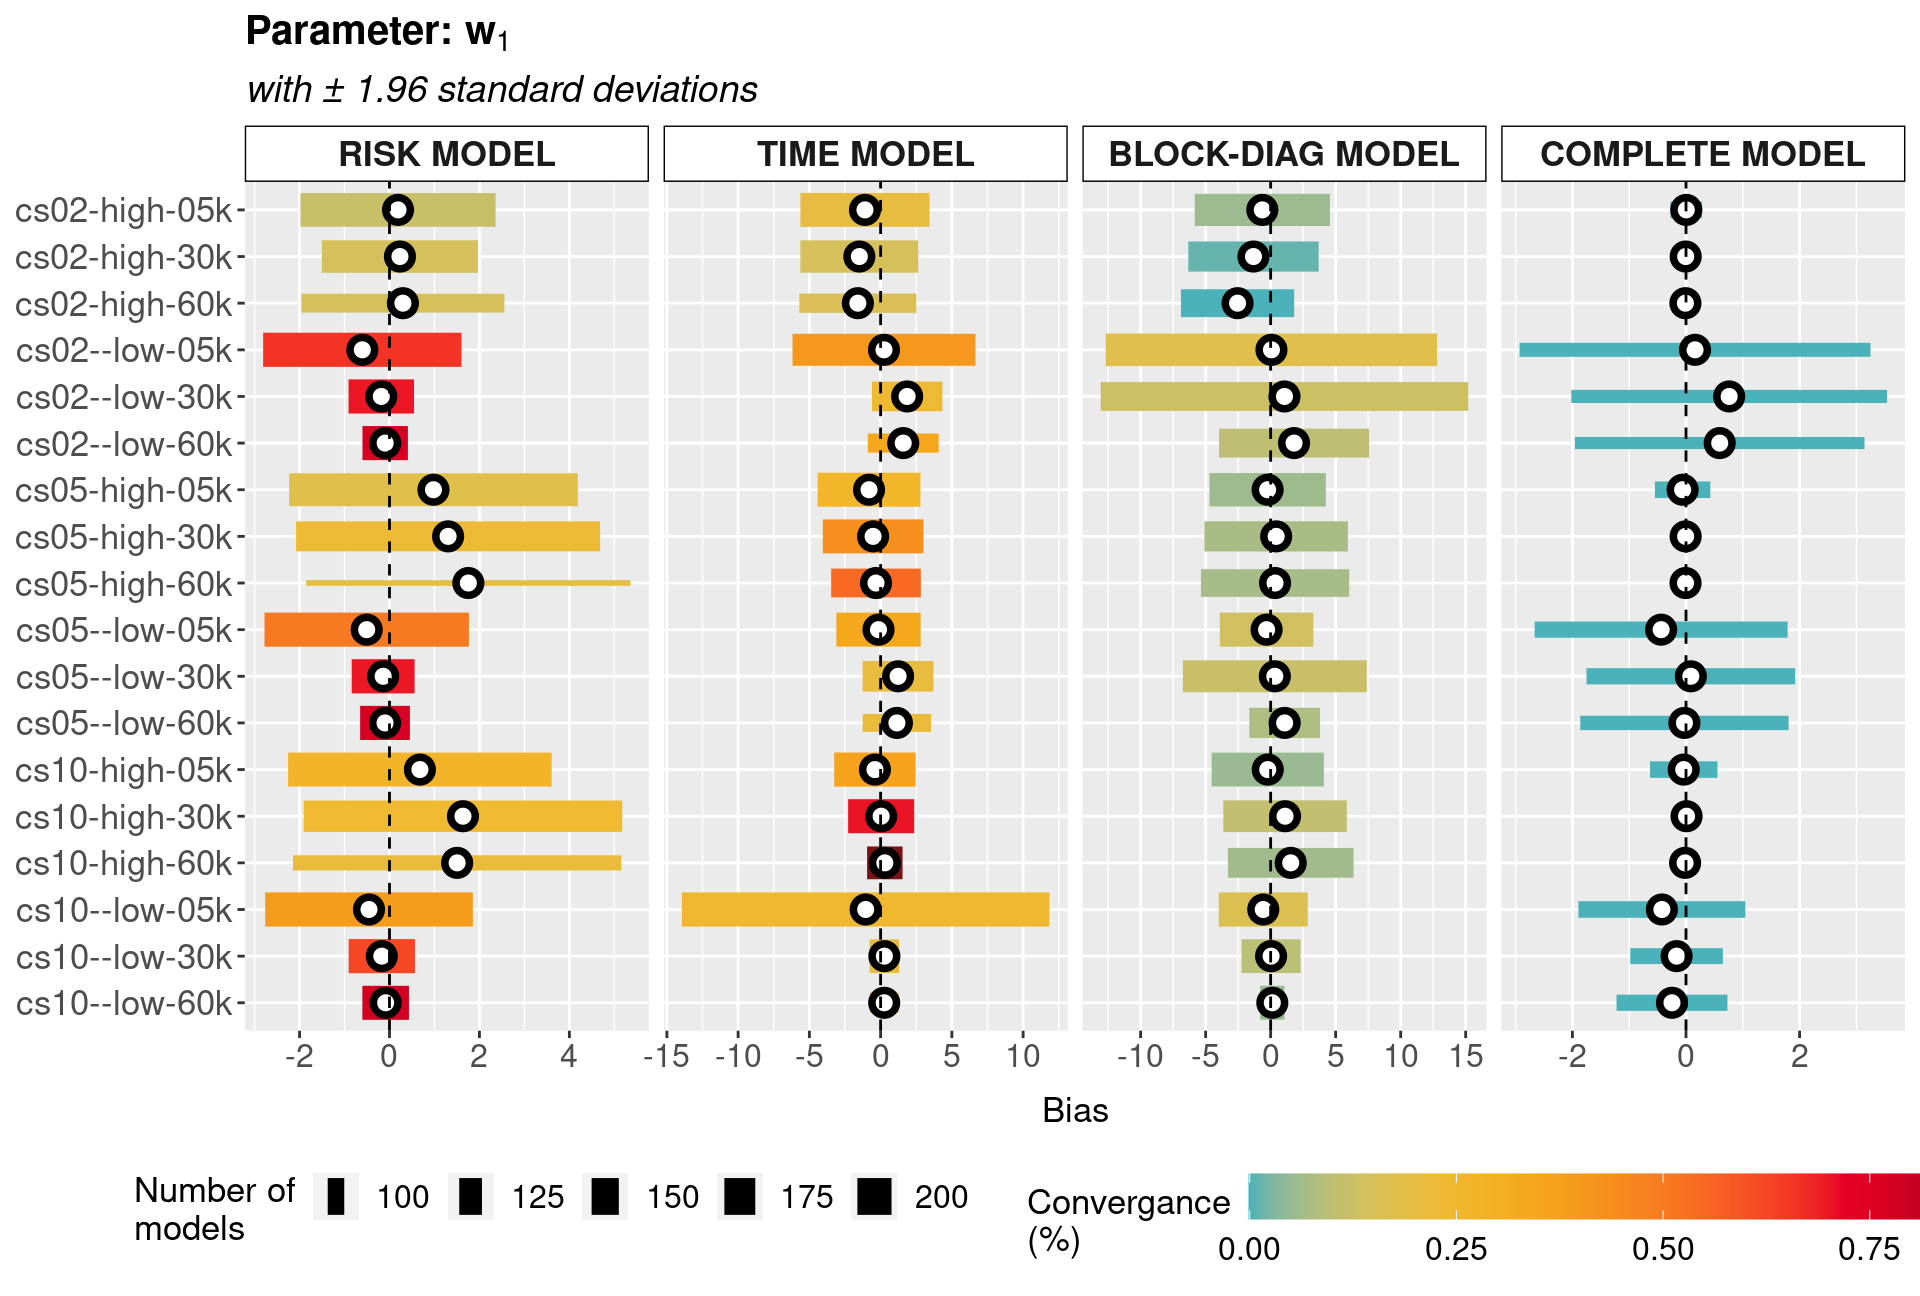 Parameter: w1
with ± 1.96 standard deviations
RISK MODEL TIME MODEL BLOCK-DIAG MODEL COMPLETE MODEL
cs02-high-05k
cs02-high-30k
cs02-high-60k
cs02--low-05k
cs02--low-30k
cs02--low-60k
cs05-high-05k
cs05-high-30k
cs05-high-60k
cs05--low-05k
cs05--low-30k
cs05--low-60k
cs10-high-05k
cs10-high-30k
cs10-high-60k
cs10--low-05k
cs10--low-30k
cs10--low-60k
-2 0 2 4 -15 -10 -5 0 5 10 -10 -5 0 5 10 15 -2 0 2
Bias
Number of models 100 125 150 175 200
Convergance (%) 0.00 0.25 0.50 0.75